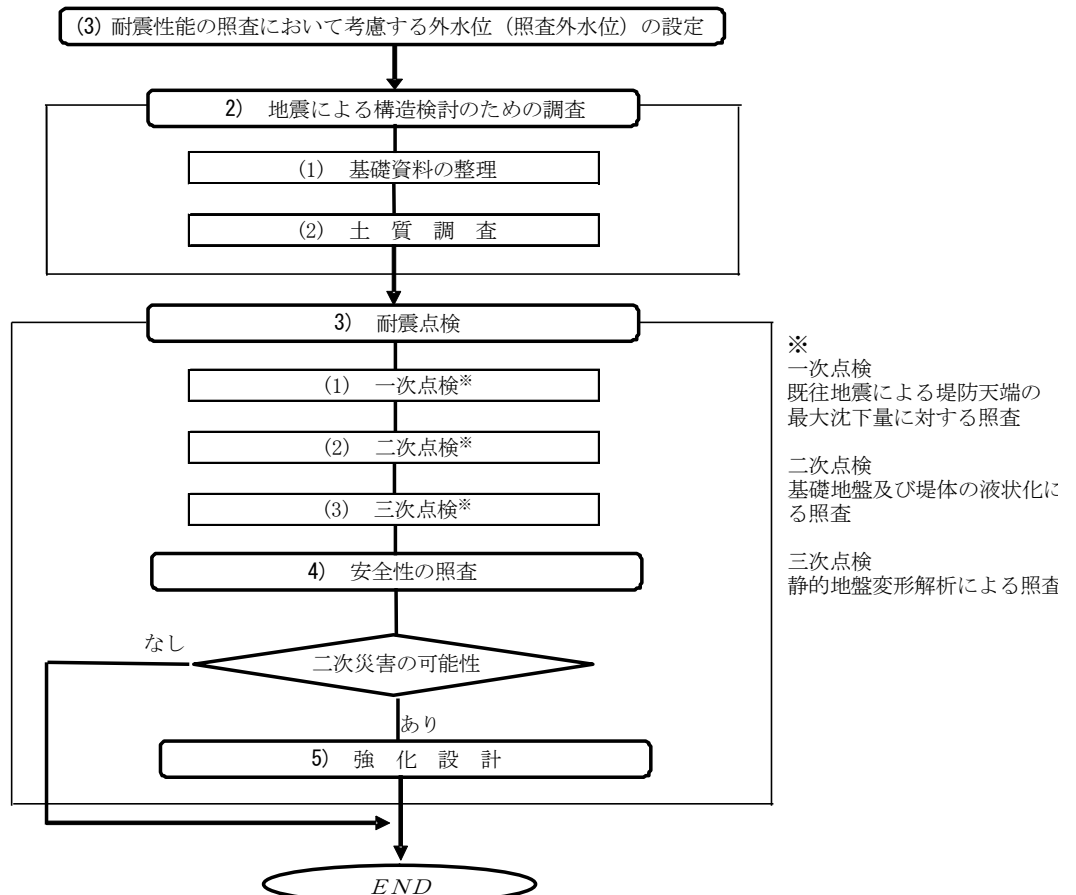 (3) 耐震性能の照査において考慮する外水位（照査外水位）の設定
2) 地震による構造検討のための調査
(1) 基礎資料の整理
(2) 土 質 調 査
3) 耐震点検
(1) 一次点検※
(2) 二次点検※
(3) 三次点検※
4) 安全性の照査
二次災害の可能性
なし
あり
5) 強 化 設 計
END
※
一次点検
既往地震による堤防天端の
最大沈下量に対する照査
二次点検
基礎地盤及び堤体の液状化に
る照査
三次点検
静的地盤変形解析による照査